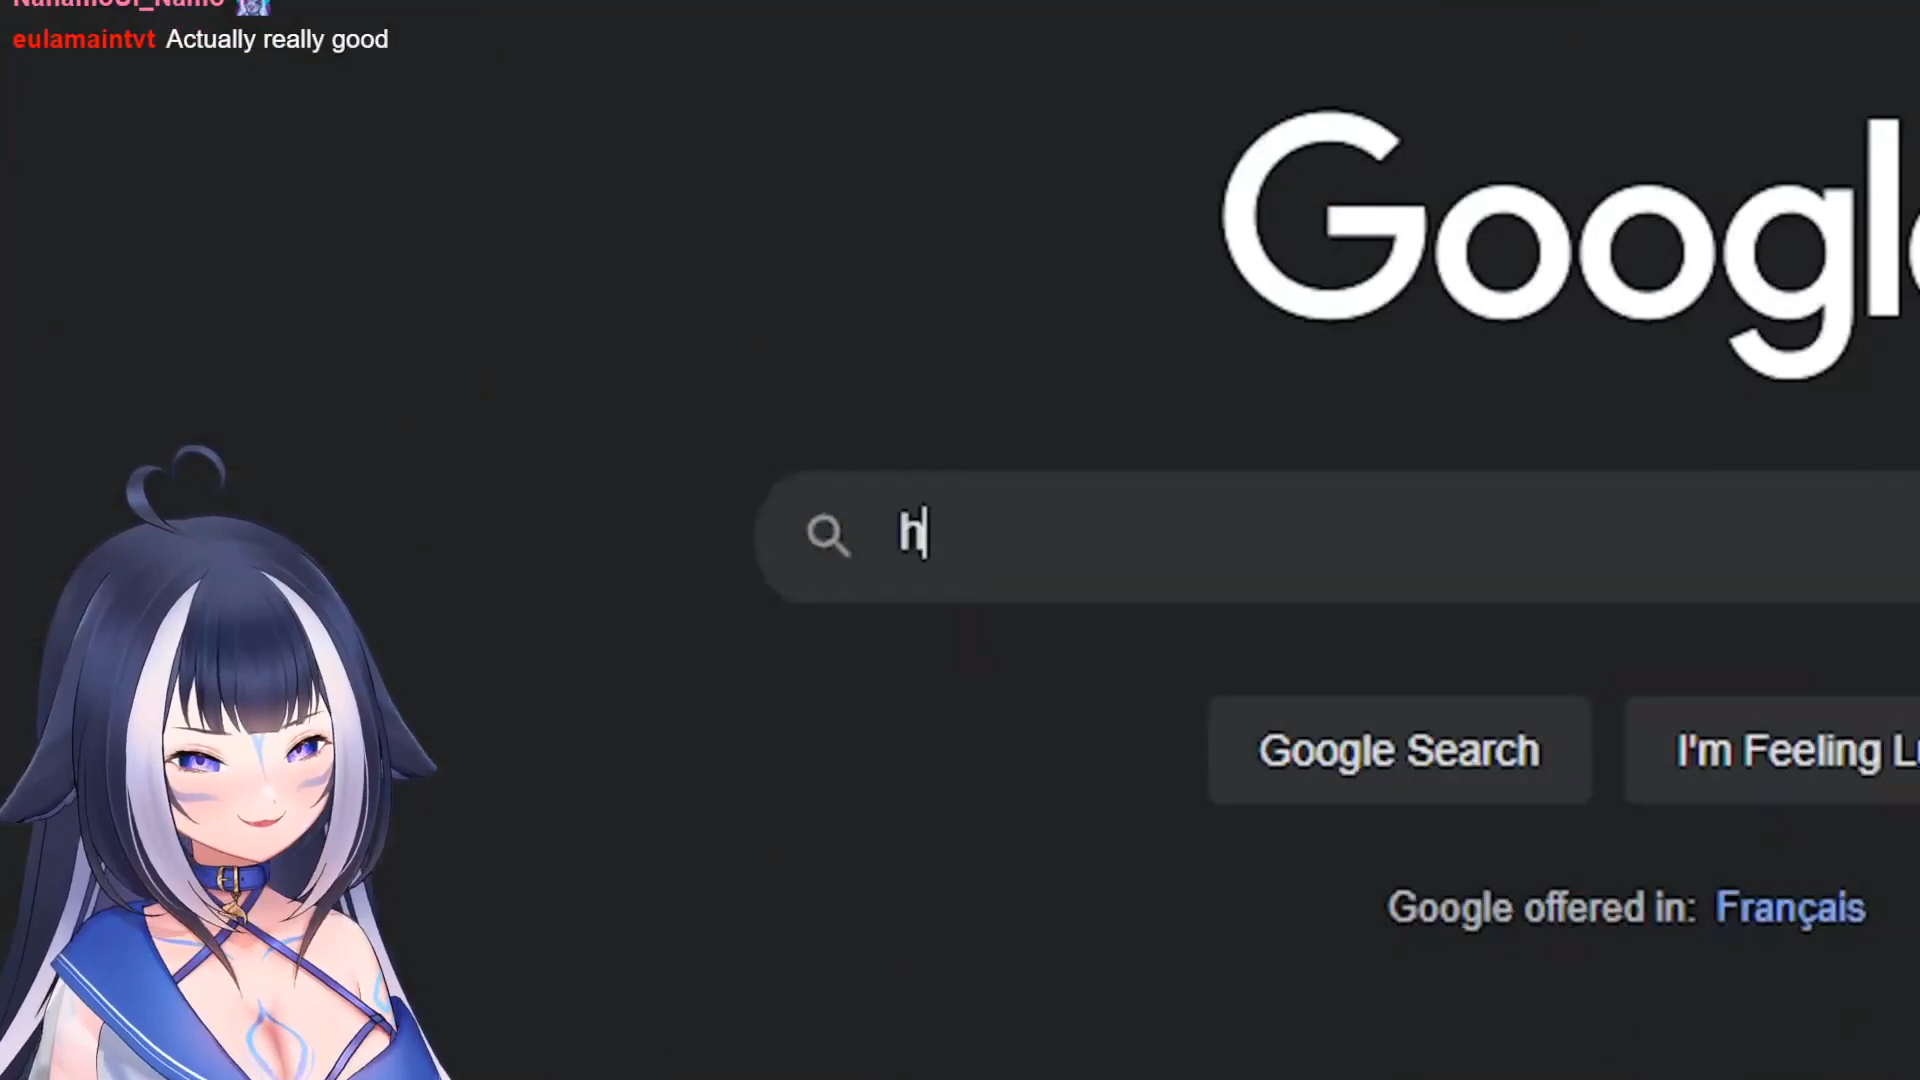 eulamaintvt Actually really good
Googl
h
Google Search
I'm Feeling L
Google offered in: Français